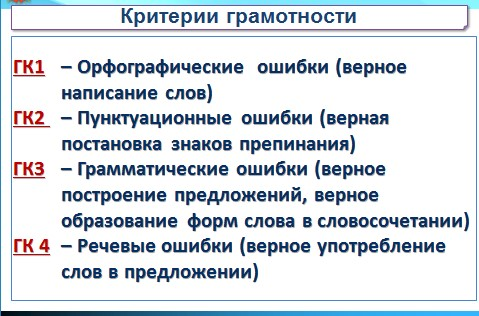 Критерии грамотности
ГК1 – Орфографические ошибки (верное
написание слов)
ГК2 – Пунктуационные ошибки (верная
постановка знаков препинания)
ГК3 – Грамматические ошибки (верное
построение предложений, верное
образование форм слова в словосочетании)
ГК 4 – Речевые ошибки (верное употребление
слов в предложении)